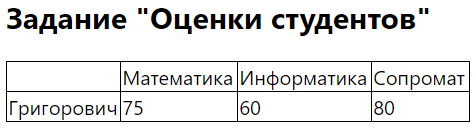 Задание "Оценки студентов"
Математика Информатика Сопромат
Григорович 75 60 80